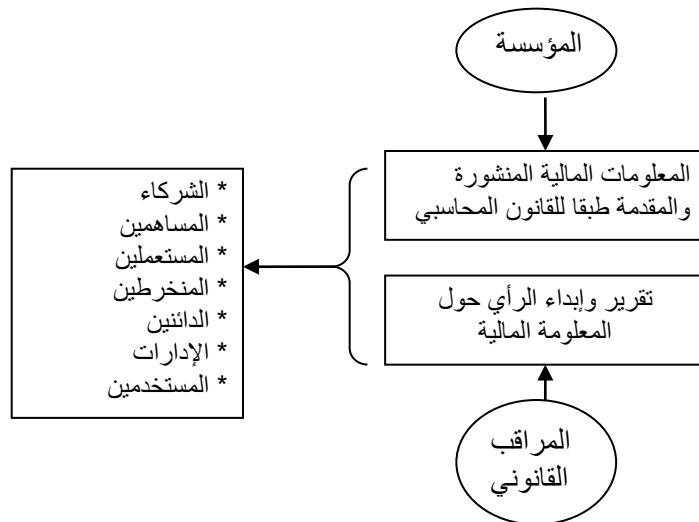 المؤسسة
المعلومات المالية المنشورة
والمقدمة طبقا للقانون المحاسبي
* الشركاء
* المساهمين
* المستعملين
* المنخرطين
* الدائنين
* الإدارات
* المستخدمين
تقرير وإبداء الرأي حول
المعلومة المالية
المراقب
القانوني